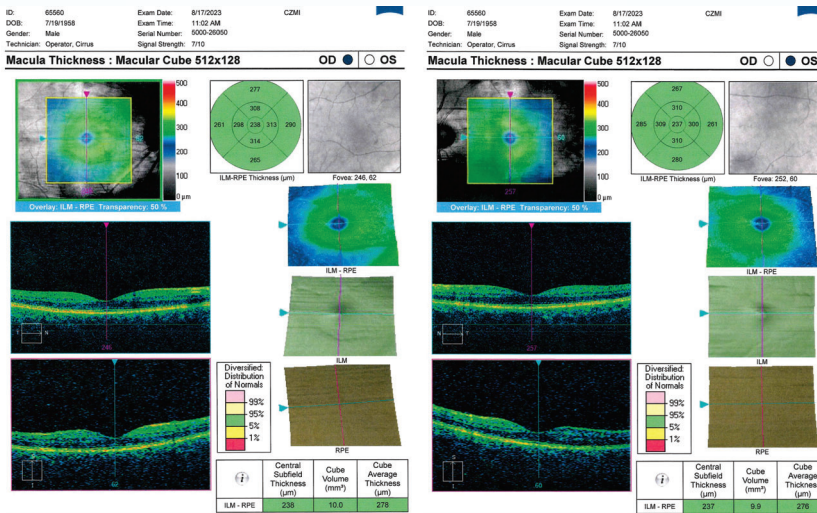 ID: 65560 Exam Date: 8/17/2023 CZMI
DOB: 7/19/1958 Exam Time: 11:02 AM
Gender: Male Serial Number: 5000-26050
Technician: Operator, Cirrus Signal Strength: 7/10
Macula Thickness : Macular Cube 512x128 OD OS
500
400
300
200
100
0 µm
Overlay: ILM - RPE Transparency: 50 %
277
308
261 298 238 313 290
314
265
ILM-RPE Thickness (µm)
Fovea: 246, 62
ILM - RPE
ILM
RPE
T N
S
I
62
Diversified:
Distribution
of Normals
99%
95%
5%
1%
Central Subfield Thickness (µm)
Cube Volume (mm³)
Cube Average Thickness (µm)
ILM - RPE 238 10.0 278
ID: 65560 Exam Date: 8/17/2023 CZMI
DOB: 7/19/1958 Exam Time: 11:02 AM
Gender: Male Serial Number: 5000-26050
Technician: Operator, Cirrus Signal Strength: 7/10
Macula Thickness : Macular Cube 512x128 OD OS
500
400
300
200
100
0 µm
257
Overlay: ILM - RPE Transparency: 50 %
267
310
285 309 237 300 261
310
280
ILM-RPE Thickness (µm)
Fovea: 252, 60
ILM - RPE
ILM
RPE
N T
257
S
I
60
Diversified:
Distribution
of Normals
99%
95%
5%
1%
Central Subfield Thickness (µm)
Cube Volume (mm³)
Cube Average Thickness (µm)
ILM - RPE 237 9.9 276